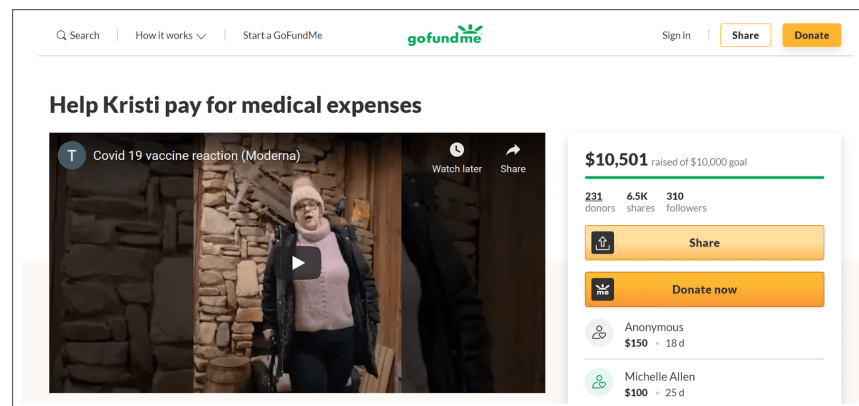 Search
How it works
Start a GoFundMe
gofundme
Sign in
Share
Donate
Help Kristi pay for medical expenses
T
Covid 19 vaccine reaction (Moderna)
Watch later
Share
$10,501 raised of $10,000 goal
231 6.5K 310
donors shares followers
Share
me
Donate now
Anonymous
$150 • 18 d
Michelle Allen
$100 • 25 d